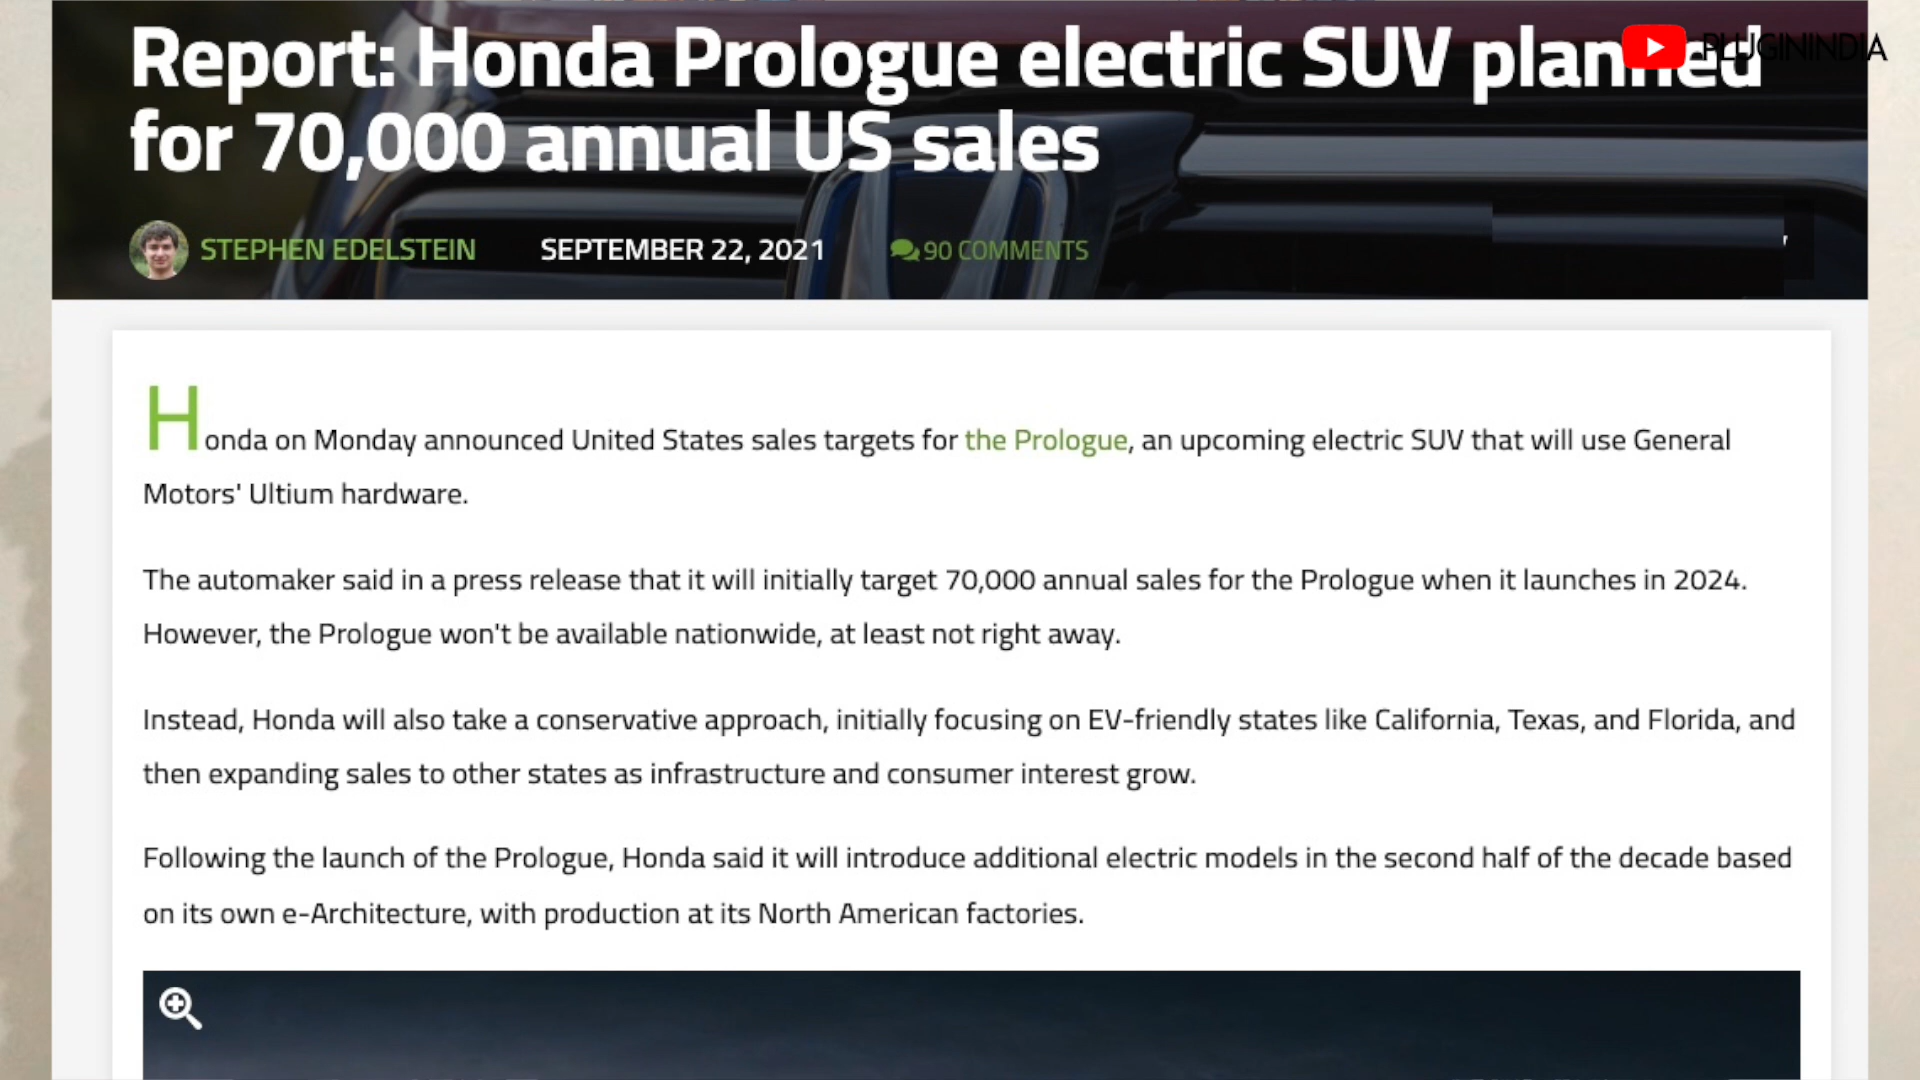 Report: Honda Prologue electric SUV planned
for 70,000 annual US sales
PLUGININDIA
STEPHEN EDELSTEIN SEPTEMBER 22, 2021 90 COMMENTS
Honda on Monday announced United States sales targets for the Prologue, an upcoming electric SUV that will use General
Motors' Ultium hardware.
The automaker said in a press release that it will initially target 70,000 annual sales for the Prologue when it launches in 2024.
However, the Prologue won't be available nationwide, at least not right away.
Instead, Honda will also take a conservative approach, initially focusing on EV-friendly states like California, Texas, and Florida, and
then expanding sales to other states as infrastructure and consumer interest grow.
Following the launch of the Prologue, Honda said it will introduce additional electric models in the second half of the decade based
on its own e-Architecture, with production at its North American factories.